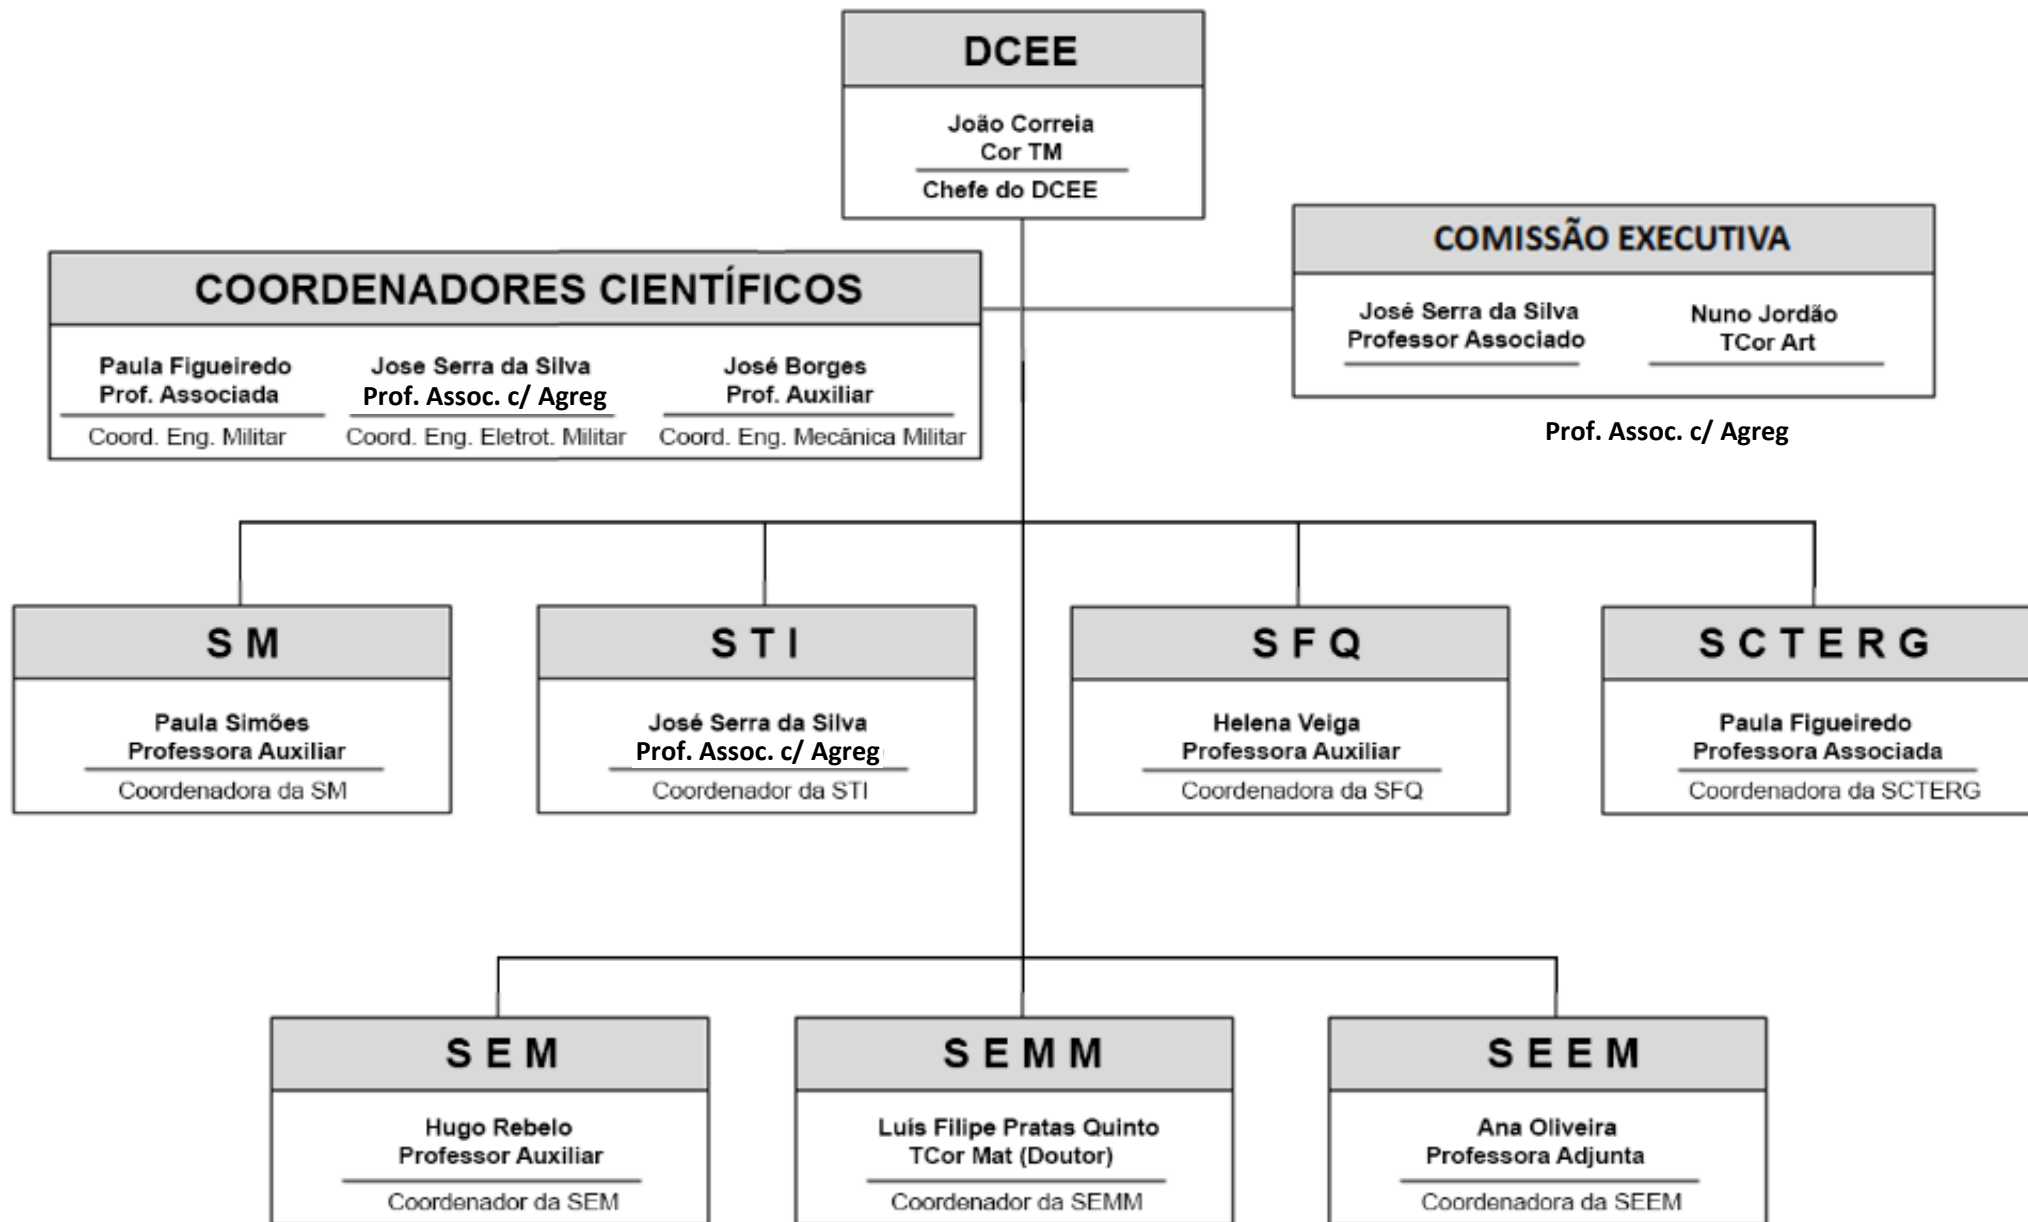 DCEE
João Correia
Cor TM
Chefe do DCEE
COMISSÃO EXECUTIVA
José Serra da Silva
Professor Associado
Nuno Jordão
TCor Art
Prof. Assoc. c/ Agreg
COORDENADORES CIENTÍFICOS
Paula Figueiredo
Prof. Associada
Coord. Eng. Militar
Jose Serra da Silva
Prof. Assoc. c/ Agreg
Coord. Eng. Eletrot. Militar
José Borges
Prof. Auxiliar
Coord. Eng. Mecânica Militar
S M
Paula Simões
Professora Auxiliar
Coordenadora da SM
S T I
José Serra da Silva
Prof. Assoc. c/ Agreg
Coordenador da STI
S F Q
Helena Veiga
Professora Auxiliar
Coordenadora da SFQ
S C T E R G
Paula Figueiredo
Professora Associada
Coordenadora da SCTERG
S E M
Hugo Rebelo
Professor Auxiliar
Coordenador da SEM
S E M M
Luís Filipe Pratas Quinto
TCor Mat (Doutor)
Coordenador da SEMM
S E E M
Ana Oliveira
Professora Adjunta
Coordenadora da SEEM